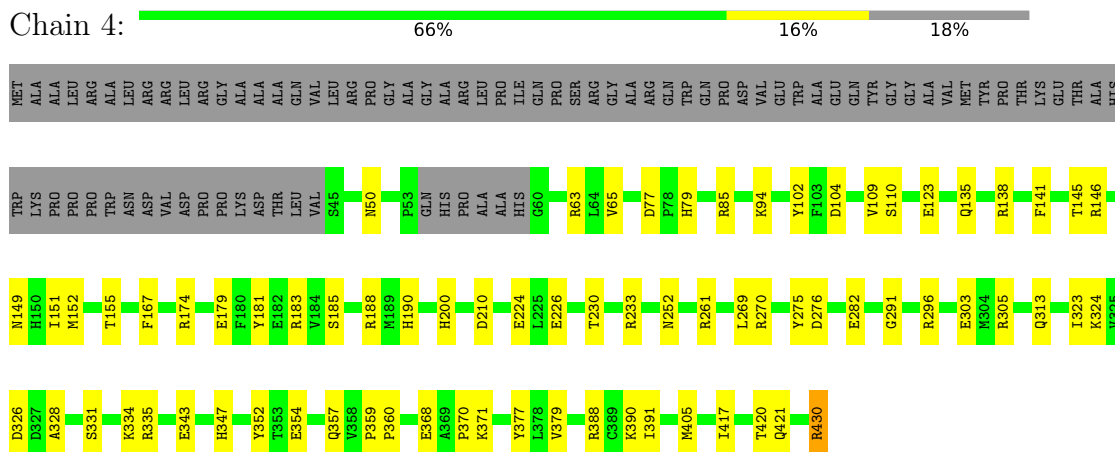 Chain 4:
66% 16% 18%
MET ALA ALA LEU ARG ALA LEU ARG ARG LEU ARG GLY ALA ALA ALA GLN VAL LEU ARG PRO GLY ALA GLY ALA ARG LEU PRO ILE GLN PRO SER ARG GLY ALA ARG GLN TRP GLN PRO ASP VAL GLU TRP ALA GLU GLN TYR GLY GLY ALA VAL MET TYR PRO THR LYS GLU THR ALA HIS
TRP LYS PRO PRO PRO TRP ASN ASP VAL ASP PRO PRO LYS ASP THR LEU VAL S45 N50 P53 GLN HIS PRO ALA ALA HIS G60 R63 L64 V65 D77 P78 H79 R85 K94 Y102 F103 D104 V109 S110 E123 Q135 R138 F141 T145 R146
N149 H150 I151 M152 T155 F167 R174 E179 F180 Y181 E182 R183 V184 S185 R188 M189 H190 H200 D210 E224 L225 E226 T230 R233 N252 R261 L269 R270 Y275 D276 E282 G291 R296 E303 M304 R305 Q313 I323 K324 V325
D326 D327 A328 S331 K334 R335 E343 H347 Y352 T353 E354 Q357 V358 P359 P360 E368 A369 P370 K371 Y377 L378 V379 R388 C389 K390 I391 M405 I417 T420 Q421 R430